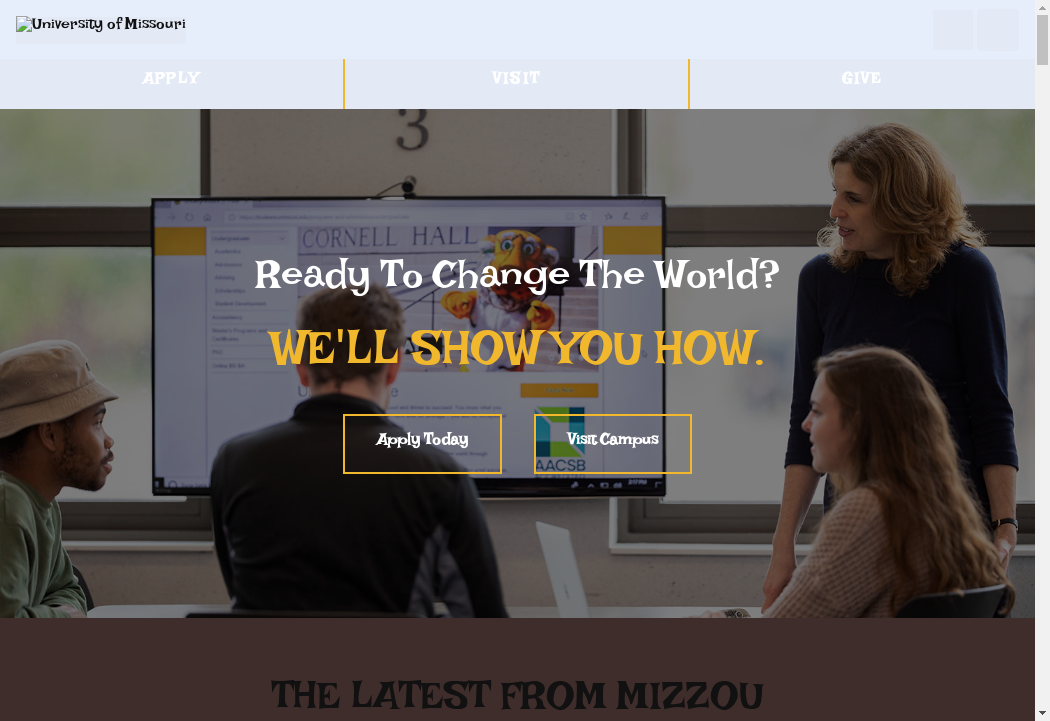 University of Missouri
APPLY
VISIT
GIVE
3
CORNELL HALL
Ready To Change The World?
WE'LL SHOW YOU HOW.
Apply Today
Visit Campus
AACSB
THE LATEST FROM MIZZOU